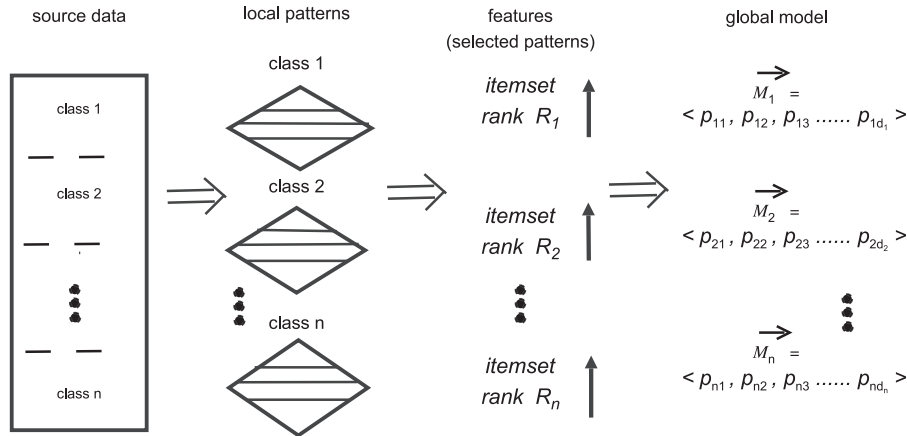 source data
local patterns
features
(selected patterns)
global model
class 1
class 2
class n
class 1
class 2
class n
itemset
rank R₁
itemset
rank R₂
itemset
rank Rₙ
M₁ =
< p₁₁ , p₁₂ , p₁₃ ...... p₁d₁ >
M₂ =
< p₂₁ , p₂₂ , p₂₃ ...... p₂d₂ >
Mₙ =
< pₙ₁ , pₙ₂ , pₙ₃ ...... pₙdₙ >